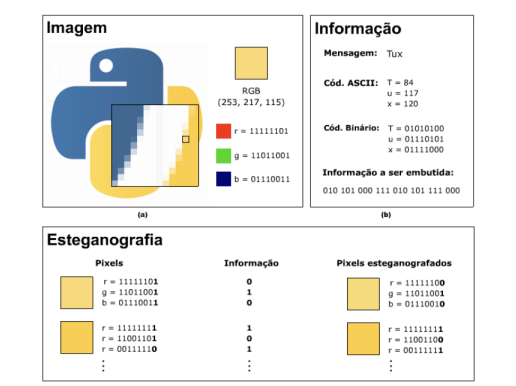 Imagem
RGB
(253, 217, 115)
r = 11111101
g = 11011001
b = 01110011
(a)
Informação
Mensagem: Tux
Cód. ASCII: T = 84
u = 117
x = 120
Cód. Binário: T = 01010100
u = 01110101
x = 01111000
Informação a ser embutida:
010 101 000 111 010 101 111 000
(b)
Esteganografia
Pixels Informação Pixels esteganografados
r = 11111101 0 r = 11111100
g = 11011001 1 g = 11011001
b = 01110011 0 b = 01110010
r = 11111111 1 r = 11111111
r = 11001101 0 r = 11001100
r = 00111110 1 r = 00111111